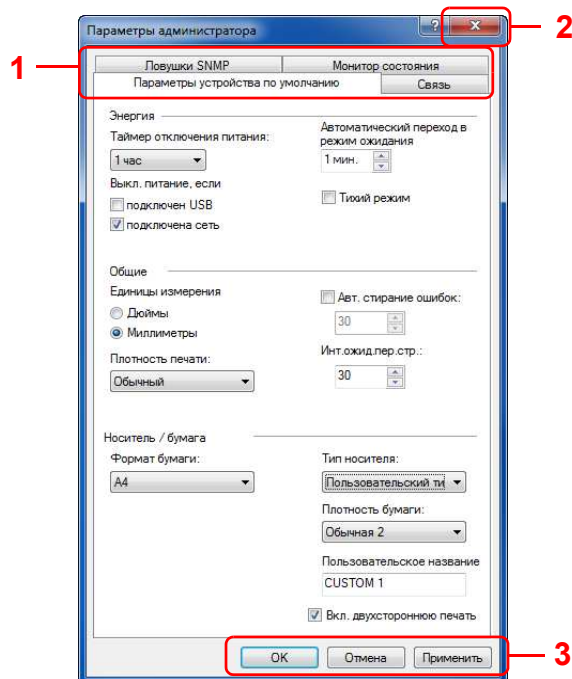 Параметры администратора
?
2
1
Ловушки SNMP
Монитор состояния
Параметры устройства по умолчанию
Связь
Энергия
Таймер отключения питания:
1 час
Выкл. питание, если
подключен USB
подключена сеть
Автоматический переход в
режим ожидания
1 мин.
Тихий режим
Общие
Единицы измерения
Дюймы
Миллиметры
Плотность печати:
Обычный
Авт. стирание ошибок:
30
Инт.ожид.пер.стр.:
30
Носитель / бумага
Формат бумаги:
A4
Тип носителя:
Пользовательский ти
Плотность бумаги:
Обычная 2
Пользовательское название
CUSTOM 1
Вкл. двухстороннюю печать
OK
Отмена
Применить
3